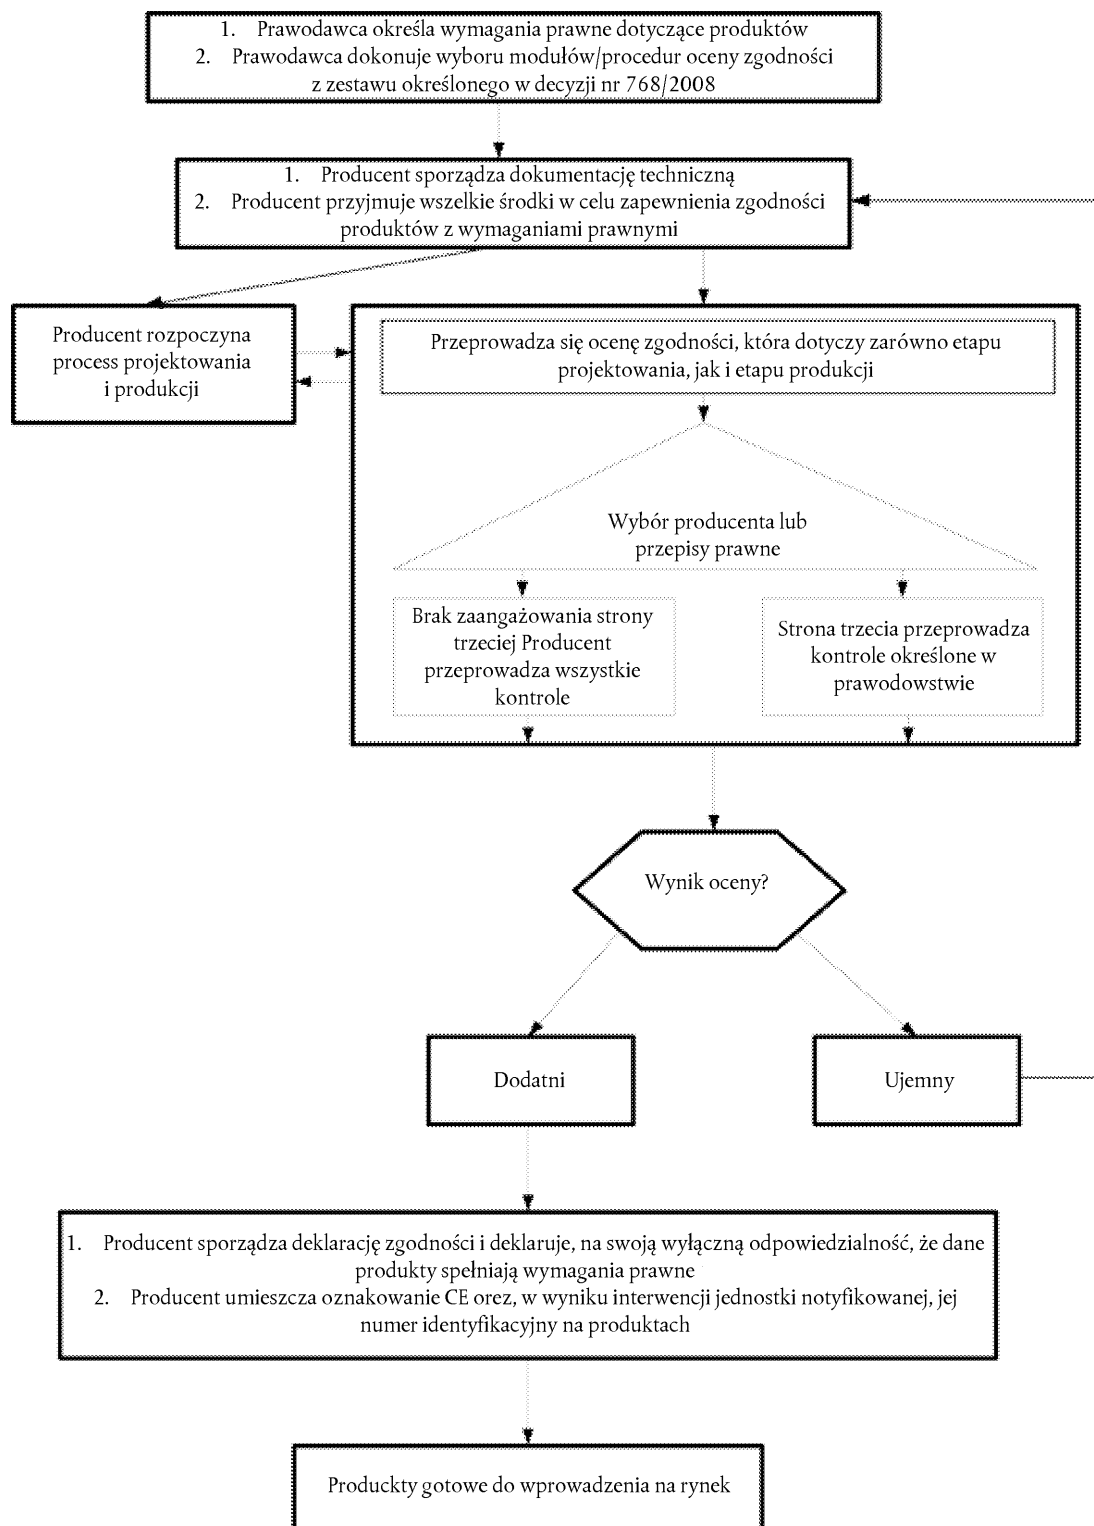 1. Prawodawca określa wymagania prawne dotyczące produktów
2. Prawodawca dokonuje wyboru modułów/procedur oceny zgodności
z zestawu określonego w decyzji nr 768/2008
1. Producent sporządza dokumentację techniczną
2. Producent przyjmuje wszelkie środki w celu zapewnienia zgodności
produktów z wymaganiami prawnymi
Producent rozpoczyna
process projektowania
i produkcji
Przeprowadza się ocenę zgodności, która dotyczy zarówno etapu
projektowania, jak i etapu produkcji
Wybór producenta lub
przepisy prawne
Brak zaangażowania strony
trzeciej Producent
przeprowadza wszystkie
kontrole
Strona trzecia przeprowadza
kontrole określone w
prawodowstwie
Wynik oceny?
Dodatni
Ujemny
1. Producent sporządza deklarację zgodności i deklaruje, na swoją wyłączną odpowiedzialność, że dane
produkty spełniają wymagania prawne
2. Producent umieszcza oznakowanie CE orez, w wyniku interwencji jednostki notyfikowanej, jej
numer identyfikacyjny na produktach
Produckty gotowe do wprowadzenia na rynek